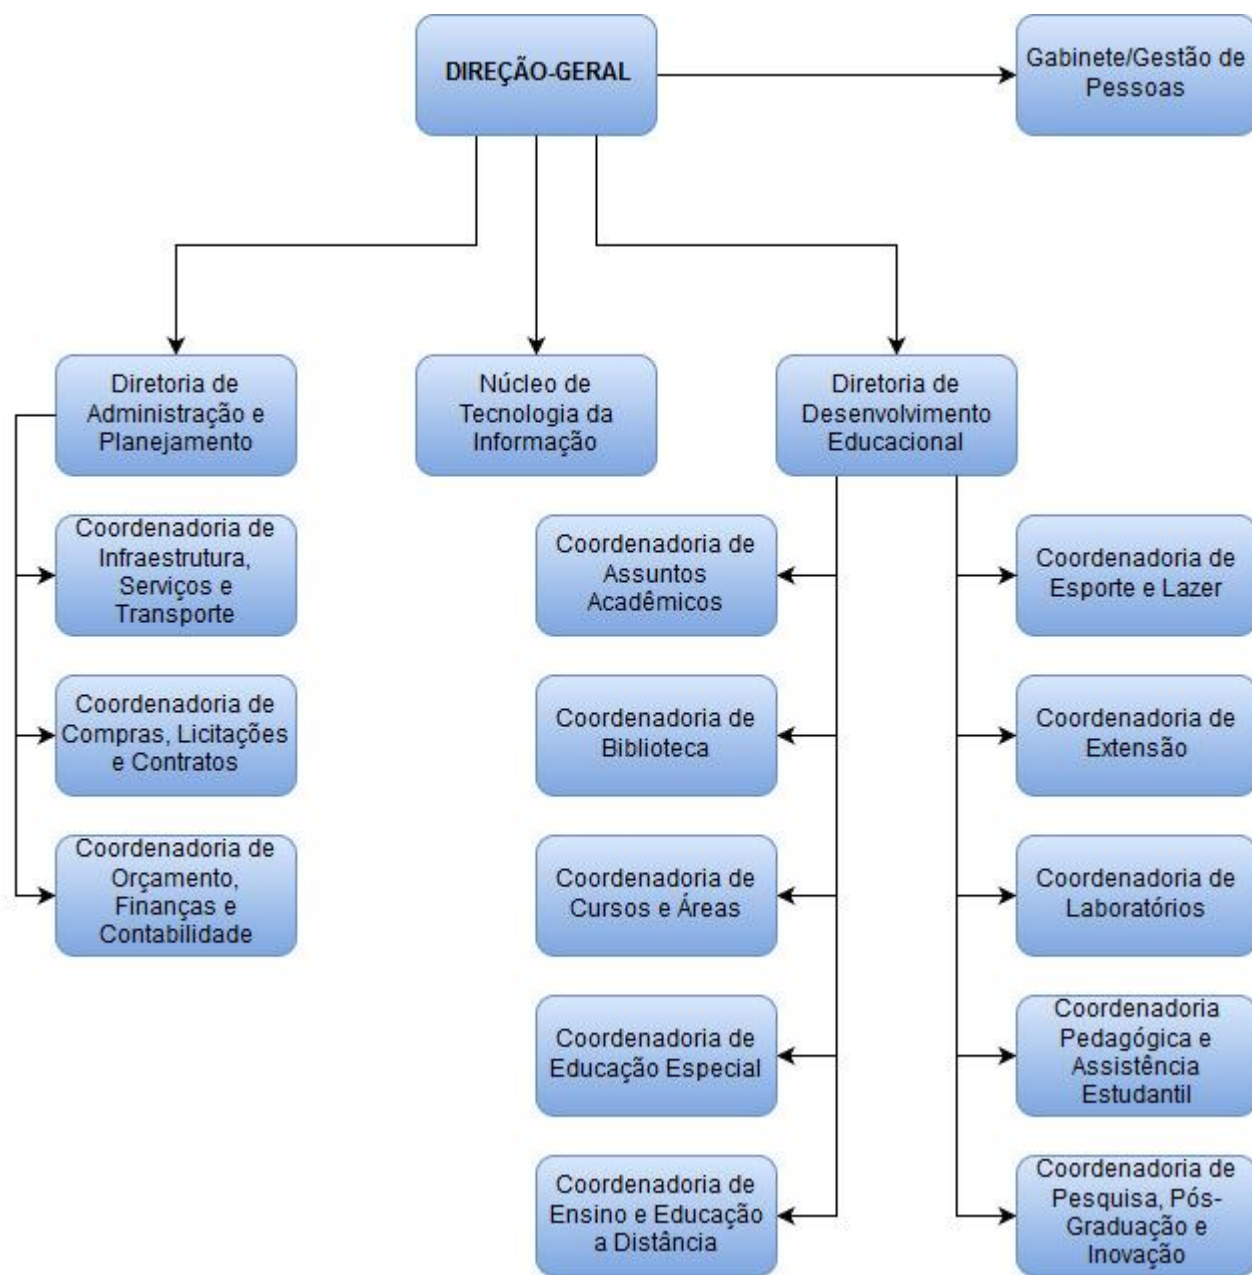 DIREÇÃO-GERAL
Gabinete/Gestão de
Pessoas
Diretoria de
Administração e
Planejamento
Núcleo de
Tecnologia da
Informação
Diretoria de
Desenvolvimento
Educacional
Coordenadoria de
Infraestrutura,
Serviços e
Transporte
Coordenadoria de
Compras, Licitações
e Contratos
Coordenadoria de
Orçamento,
Finanças e
Contabilidade
Coordenadoria de
Assuntos
Acadêmicos
Coordenadoria de
Biblioteca
Coordenadoria de
Cursos e Áreas
Coordenadoria de
Educação Especial
Coordenadoria de
Ensino e Educação
a Distância
Coordenadoria de
Esporte e Lazer
Coordenadoria de
Extensão
Coordenadoria de
Laboratórios
Coordenadoria
Pedagógica e
Assistência
Estudantil
Coordenadoria de
Pesquisa, Pós-
Graduação e
Inovação